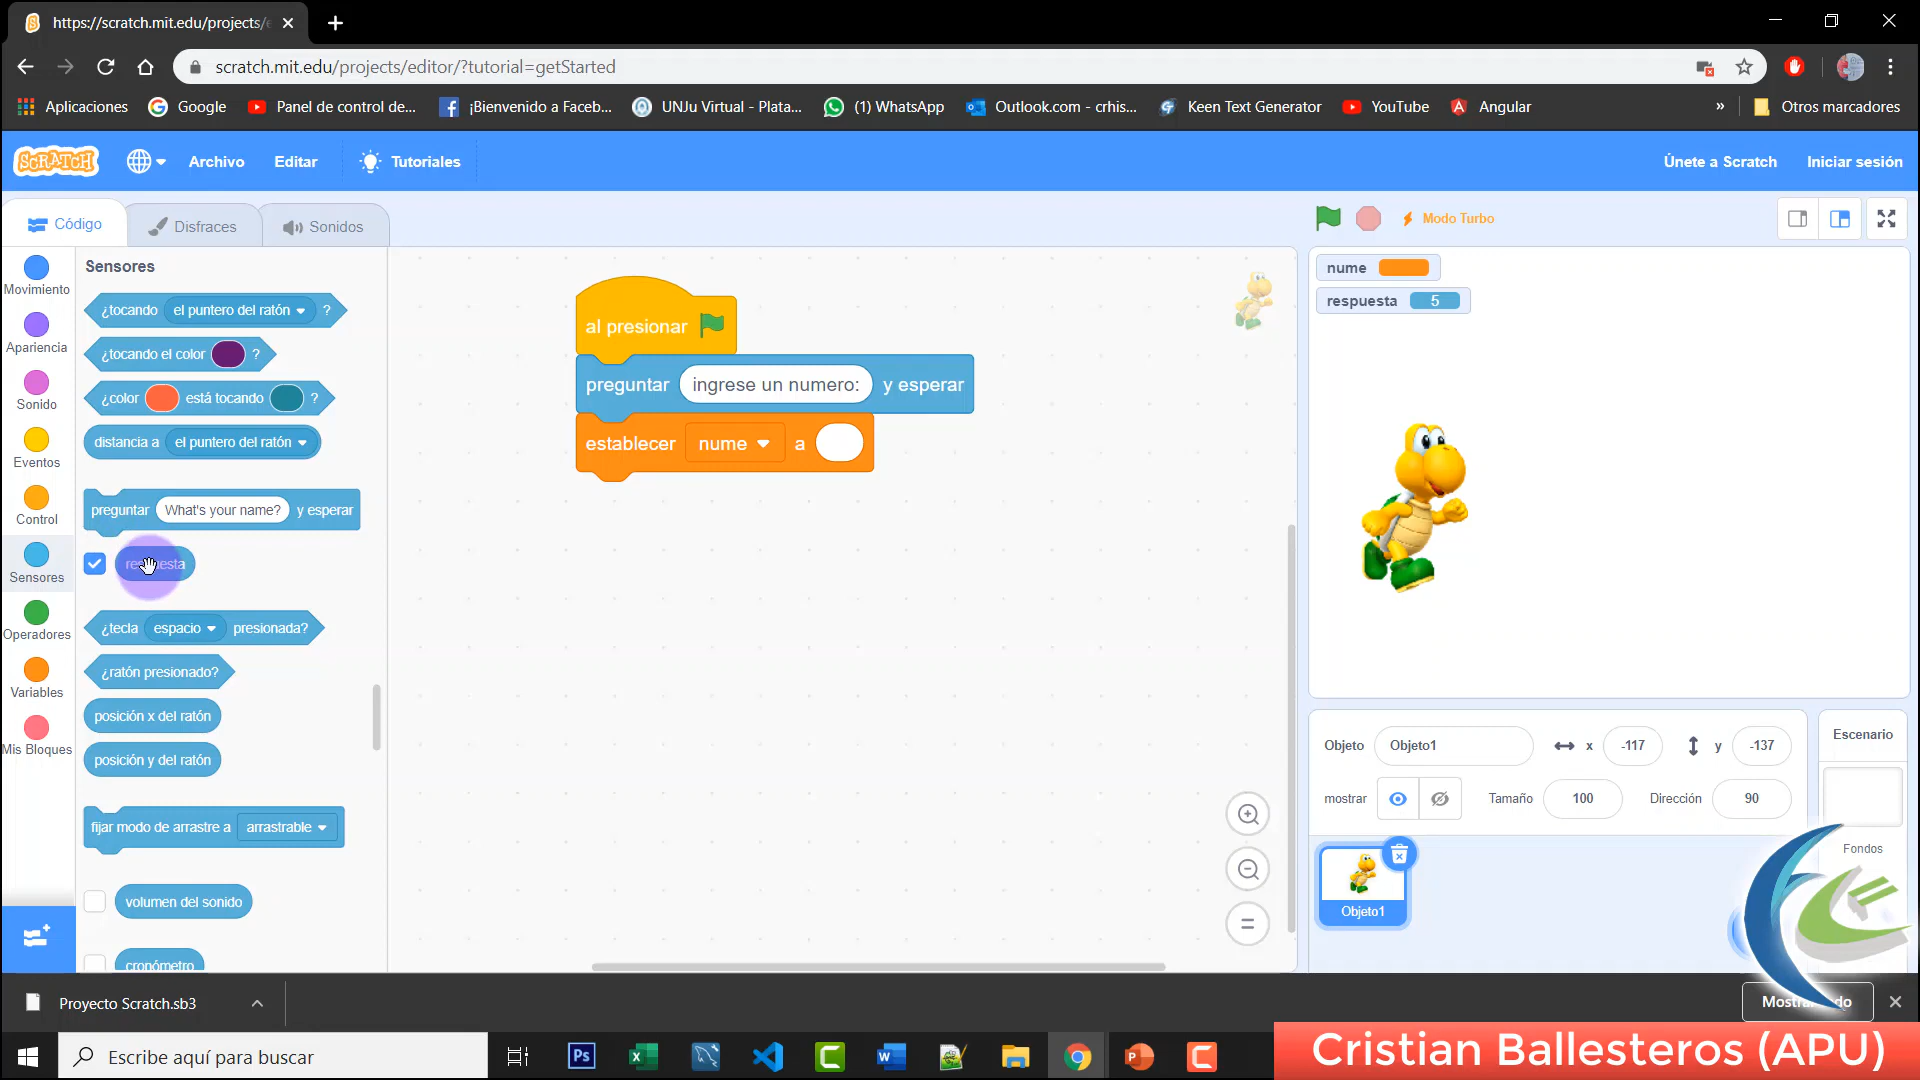 https://scratch.mit.edu/projects/e
scratch.mit.edu/projects/editor/?tutorial=getStarted
Aplicaciones Google Panel de control de... ¡Bienvenido a Faceb... UNJu Virtual - Plata... (1) WhatsApp Outlook.com - crhis... Keen Text Generator YouTube Angular » Otros marcadores
SCRATCH Archivo Editar Tutoriales Únete a Scratch Iniciar sesión
Código Disfraces Sonidos
Modo Turbo
Movimiento
Apariencia
Sonido
Eventos
Control
Sensores
Operadores
Variables
Mis Bloques
Sensores
¿tocando el puntero del ratón ?
¿tocando el color ?
¿color está tocando ?
distancia a el puntero del ratón
preguntar What's your name? y esperar
respuesta
¿tecla espacio presionada?
¿ratón presionado?
posición x del ratón
posición y del ratón
fijar modo de arrastre a arrastrable
volumen del sonido
cronómetro
al presionar
preguntar ingrese un numero: y esperar
establecer nume a
nume
respuesta 5
Objeto Objeto1 x -117 y -137
mostrar Tamaño 100 Dirección 90
Objeto1
Escenario
Fondos
Proyecto Scratch.sb3
Escribe aquí para buscar
Ps
Cristian Ballesteros (APU)